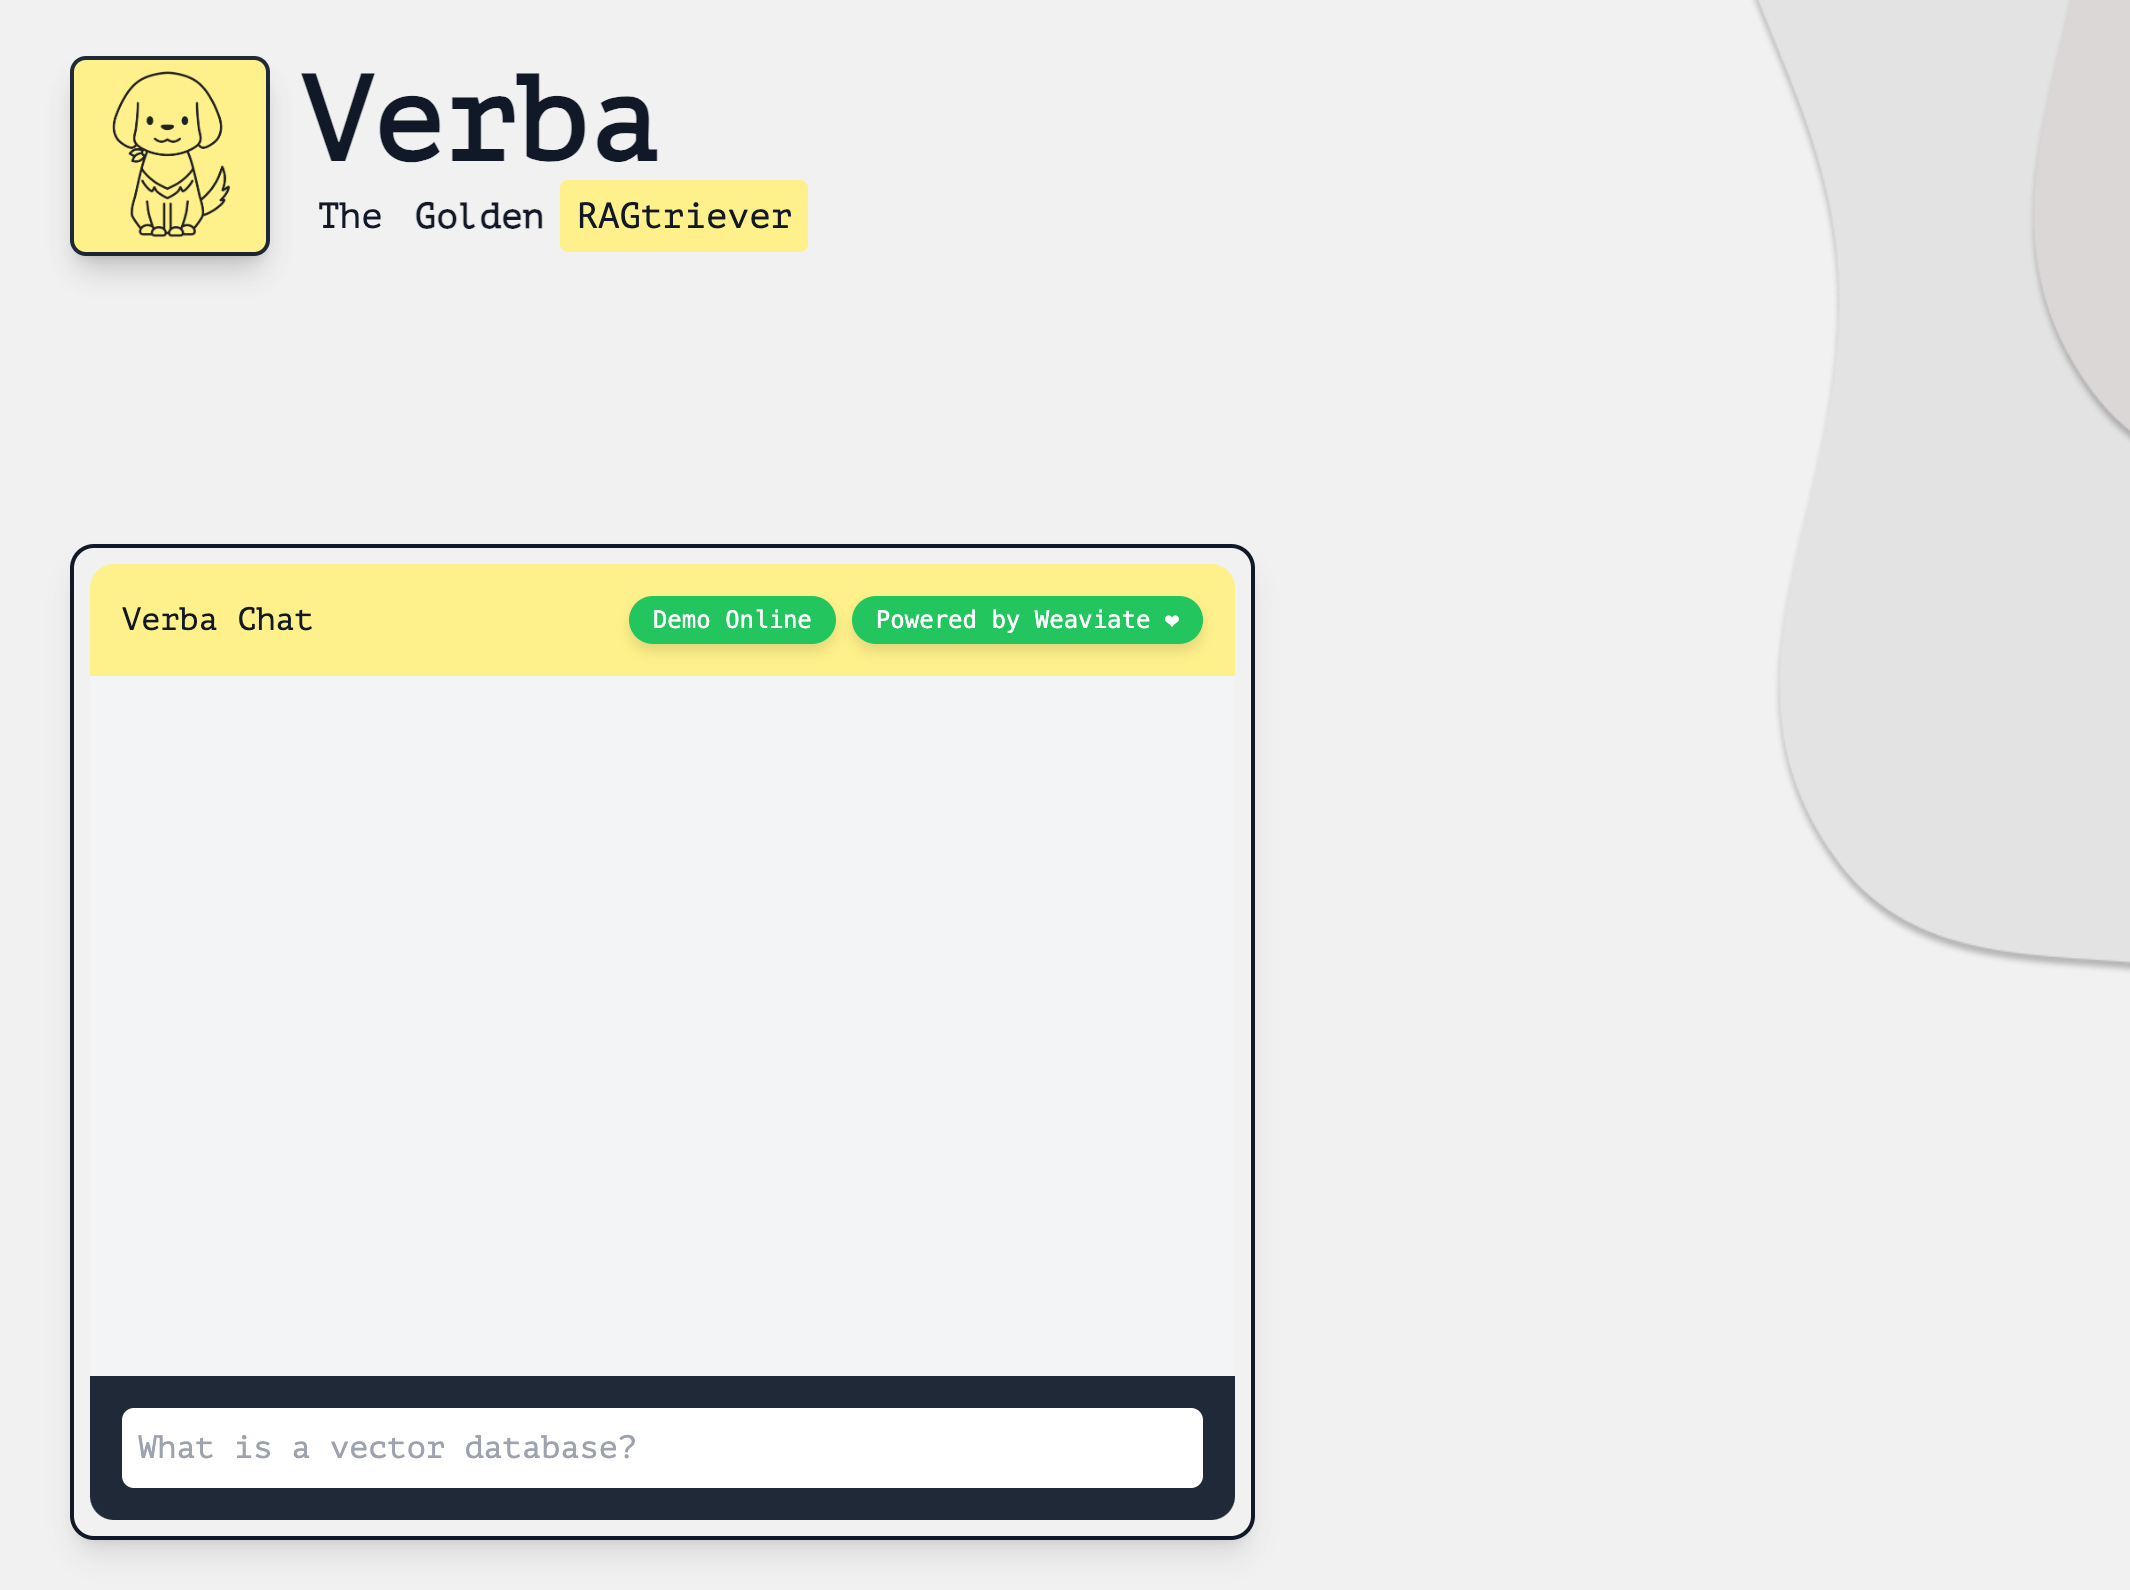 Verba
The Golden RAGtriever
Verba Chat
Demo Online
Powered by Weaviate ❤
What is a vector database?